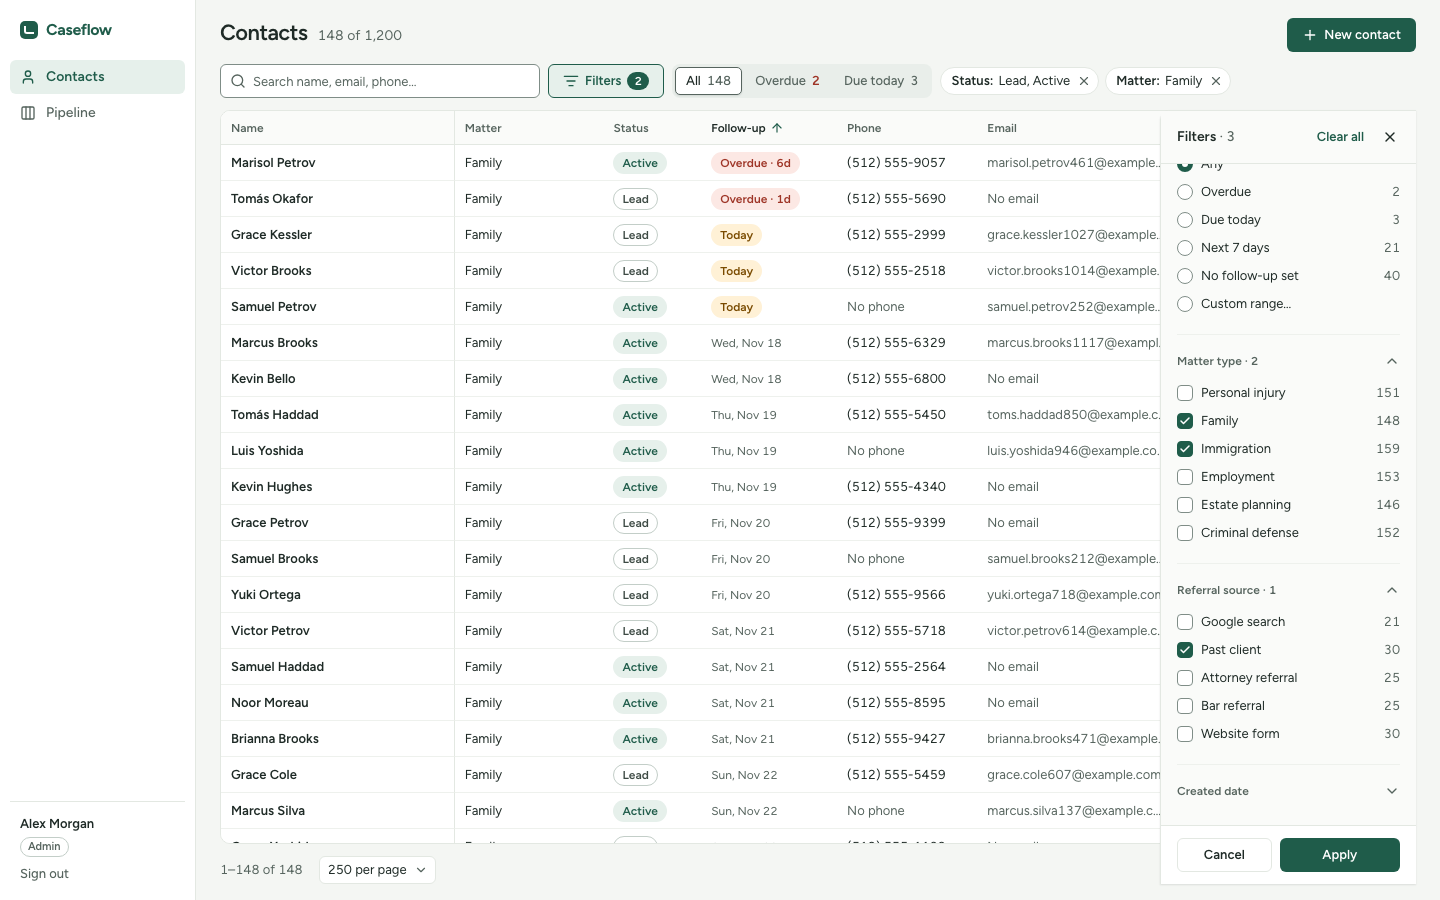 Caseflow
Contacts
Pipeline
Alex Morgan
Admin
Sign out
Contacts 148 of 1,200
New contact
Search name, email, phone...
Filters 2
All 148
Overdue 2
Due today 3
Status: Lead, Active
Matter: Family
Name Matter Status Follow-up Phone Email
Marisol Petrov Family Active Overdue · 6d (512) 555-9057 marisol.petrov461@example...
Tomás Okafor Family Lead Overdue · 1d (512) 555-5690 No email
Grace Kessler Family Lead Today (512) 555-2999 grace.kessler1027@example.
Victor Brooks Family Lead Today (512) 555-2518 victor.brooks1014@example.
Samuel Petrov Family Active Today No phone samuel.petrov252@example.
Marcus Brooks Family Active Wed, Nov 18 (512) 555-6329 marcus.brooks1117@exampl.
Kevin Bello Family Active Wed, Nov 18 (512) 555-6800 No email
Tomás Haddad Family Active Thu, Nov 19 (512) 555-5450 toms.haddad850@example.c.
Luis Yoshida Family Active Thu, Nov 19 No phone luis.yoshida946@example.co.
Kevin Hughes Family Active Thu, Nov 19 (512) 555-4340 No email
Grace Petrov Family Lead Fri, Nov 20 (512) 555-9399 No email
Samuel Brooks Family Lead Fri, Nov 20 No phone samuel.brooks212@example.
Yuki Ortega Family Lead Fri, Nov 20 (512) 555-9566 yuki.ortega718@example.com
Victor Petrov Family Lead Sat, Nov 21 (512) 555-5718 victor.petrov614@example.c.
Samuel Haddad Family Active Sat, Nov 21 (512) 555-2564 No email
Noor Moreau Family Active Sat, Nov 21 (512) 555-8595 No email
Brianna Brooks Family Active Sat, Nov 21 (512) 555-9427 brianna.brooks471@example.
Grace Cole Family Lead Sun, Nov 22 (512) 555-5459 grace.cole607@example.com
Marcus Silva Family Active Sun, Nov 22 No phone marcus.silva137@example.c...
1–148 of 148
250 per page
Filters · 3
Clear all
Any
Overdue 2
Due today 3
Next 7 days 21
No follow-up set 40
Custom range...
Matter type · 2
Personal injury 151
Family 148
Immigration 159
Employment 153
Estate planning 146
Criminal defense 152
Referral source · 1
Google search 21
Past client 30
Attorney referral 25
Bar referral 25
Website form 30
Created date
Cancel
Apply